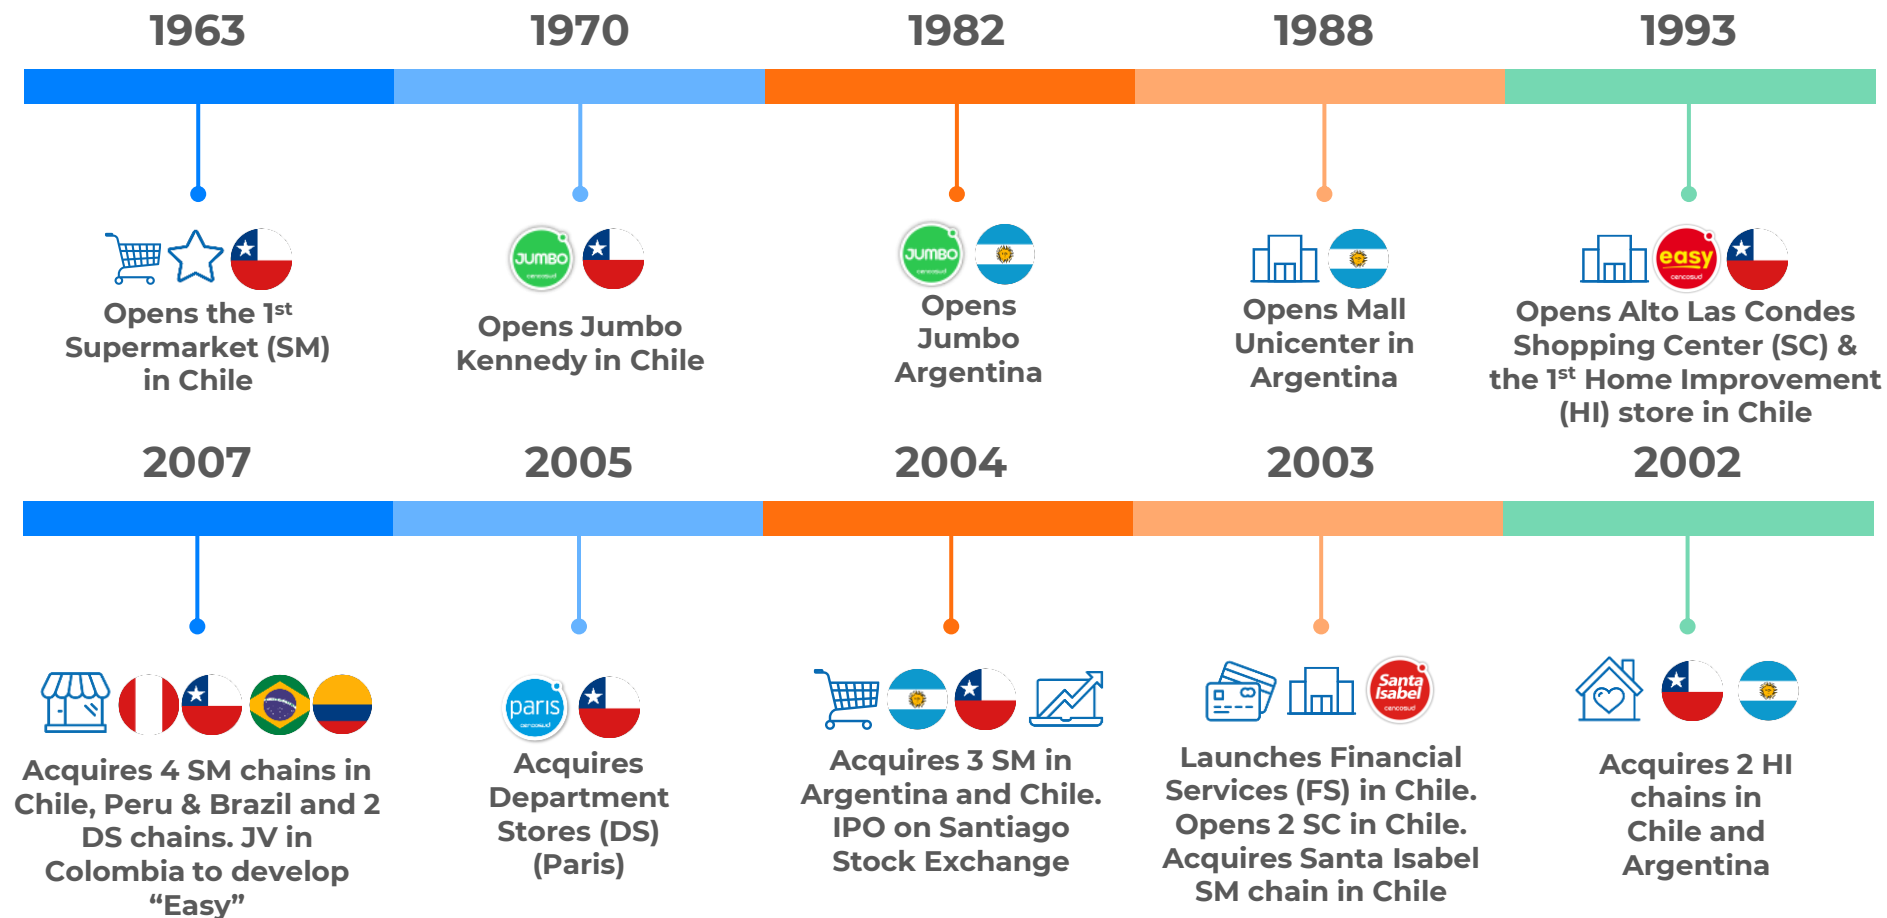 1963
1970
1982
1988
1993
JUMBO
cencosud
JUMBO
cencosud
easy
cencosud
Opens the 1st
Supermarket (SM)
in Chile
Opens Jumbo
Kennedy in Chile
Opens
Jumbo
Argentina
Opens Mall
Unicenter in
Argentina
Opens Alto Las Condes
Shopping Center (SC) &
the 1st Home Improvement
(HI) store in Chile
2007
2005
2004
2003
2002
paris
cencosud
Santa
Isabel
cencosud
Acquires 4 SM chains in
Chile, Peru & Brazil and 2
DS chains. JV in
Colombia to develop
“Easy”
Acquires
Department
Stores (DS)
(Paris)
Acquires 3 SM in
Argentina and Chile.
IPO on Santiago
Stock Exchange
Launches Financial
Services (FS) in Chile.
Opens 2 SC in Chile.
Acquires Santa Isabel
SM chain in Chile
Acquires 2 HI
chains in
Chile and
Argentina